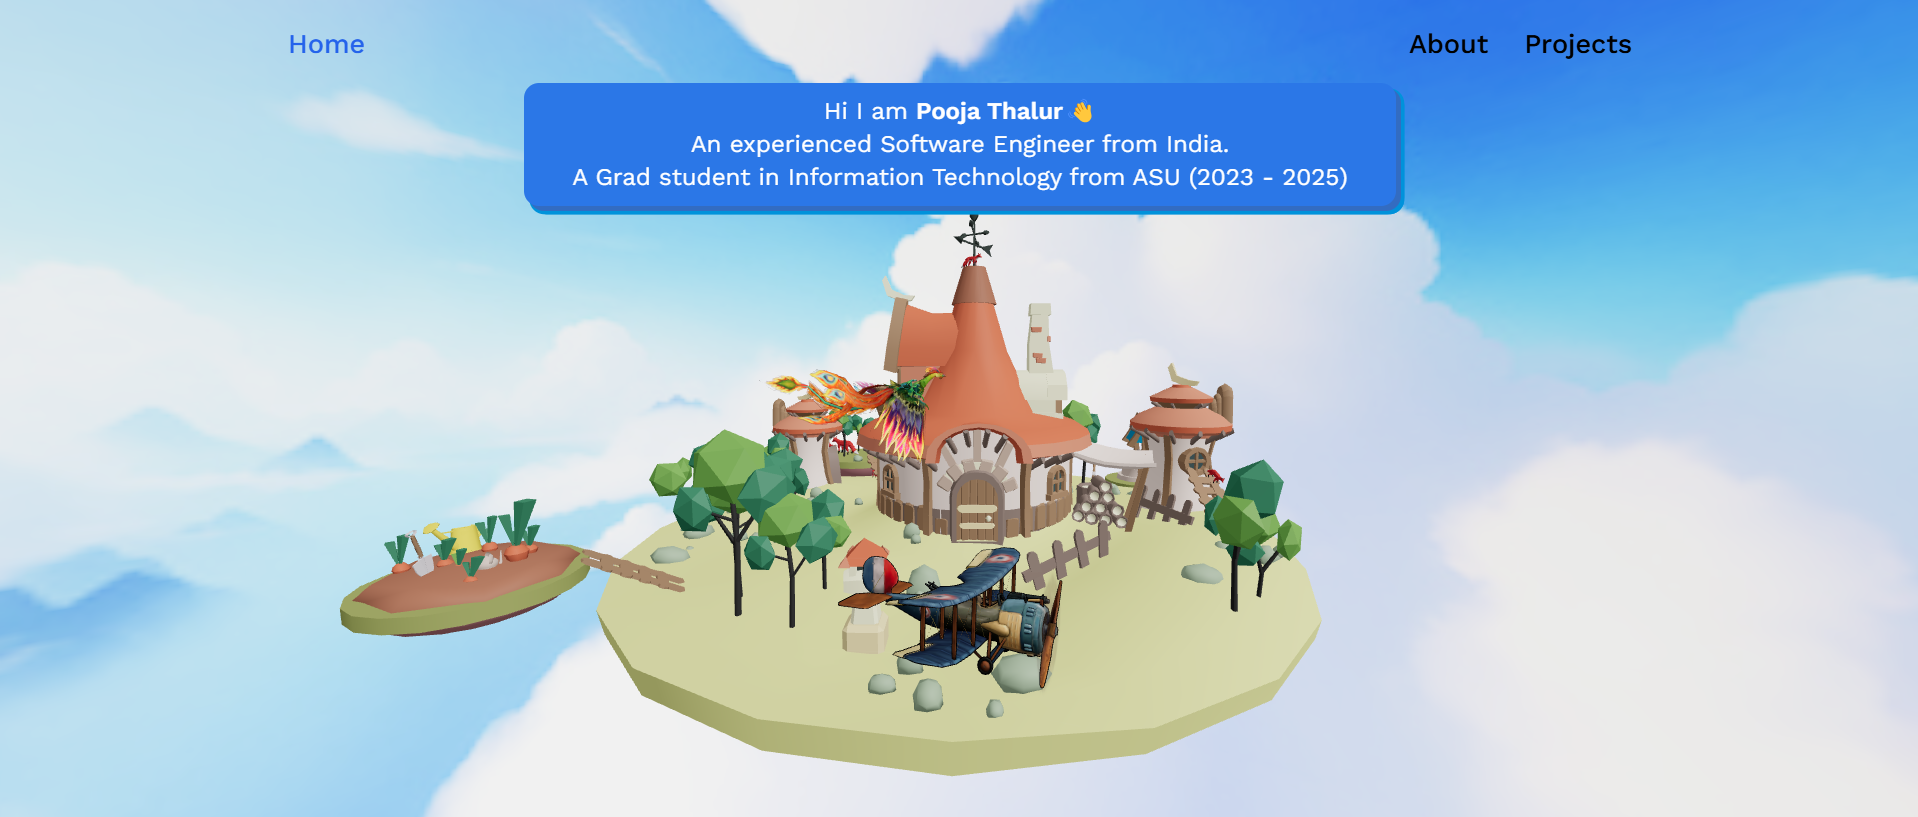 Home
About
Projects
Hi I am Pooja Thalur 👋
An experienced Software Engineer from India.
A Grad student in Information Technology from ASU (2023 - 2025)